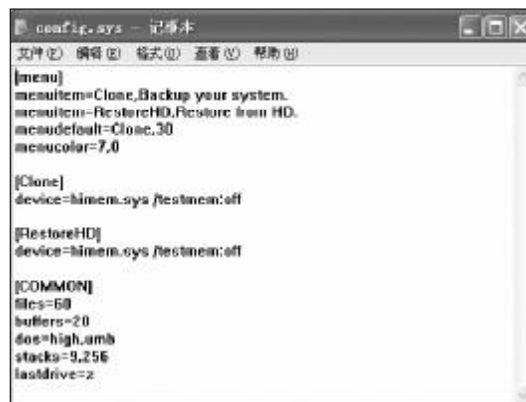 config.sys - 记事本
文件(F) 编辑(E) 格式(O) 查看(V) 帮助(H)
[menu]
menuitem=Clone,Backup your system.
menuitem=RestoreHD,Restore from HD.
menudefault=Clone,30
menucolor=7,0
[Clone]
device=himem.sys /testmem:off
[RestoreHD]
device=himem.sys /testmem:off
[COMMON]
files=60
buffers=20
dos=high,umb
stacks=9,256
lastdrive=z